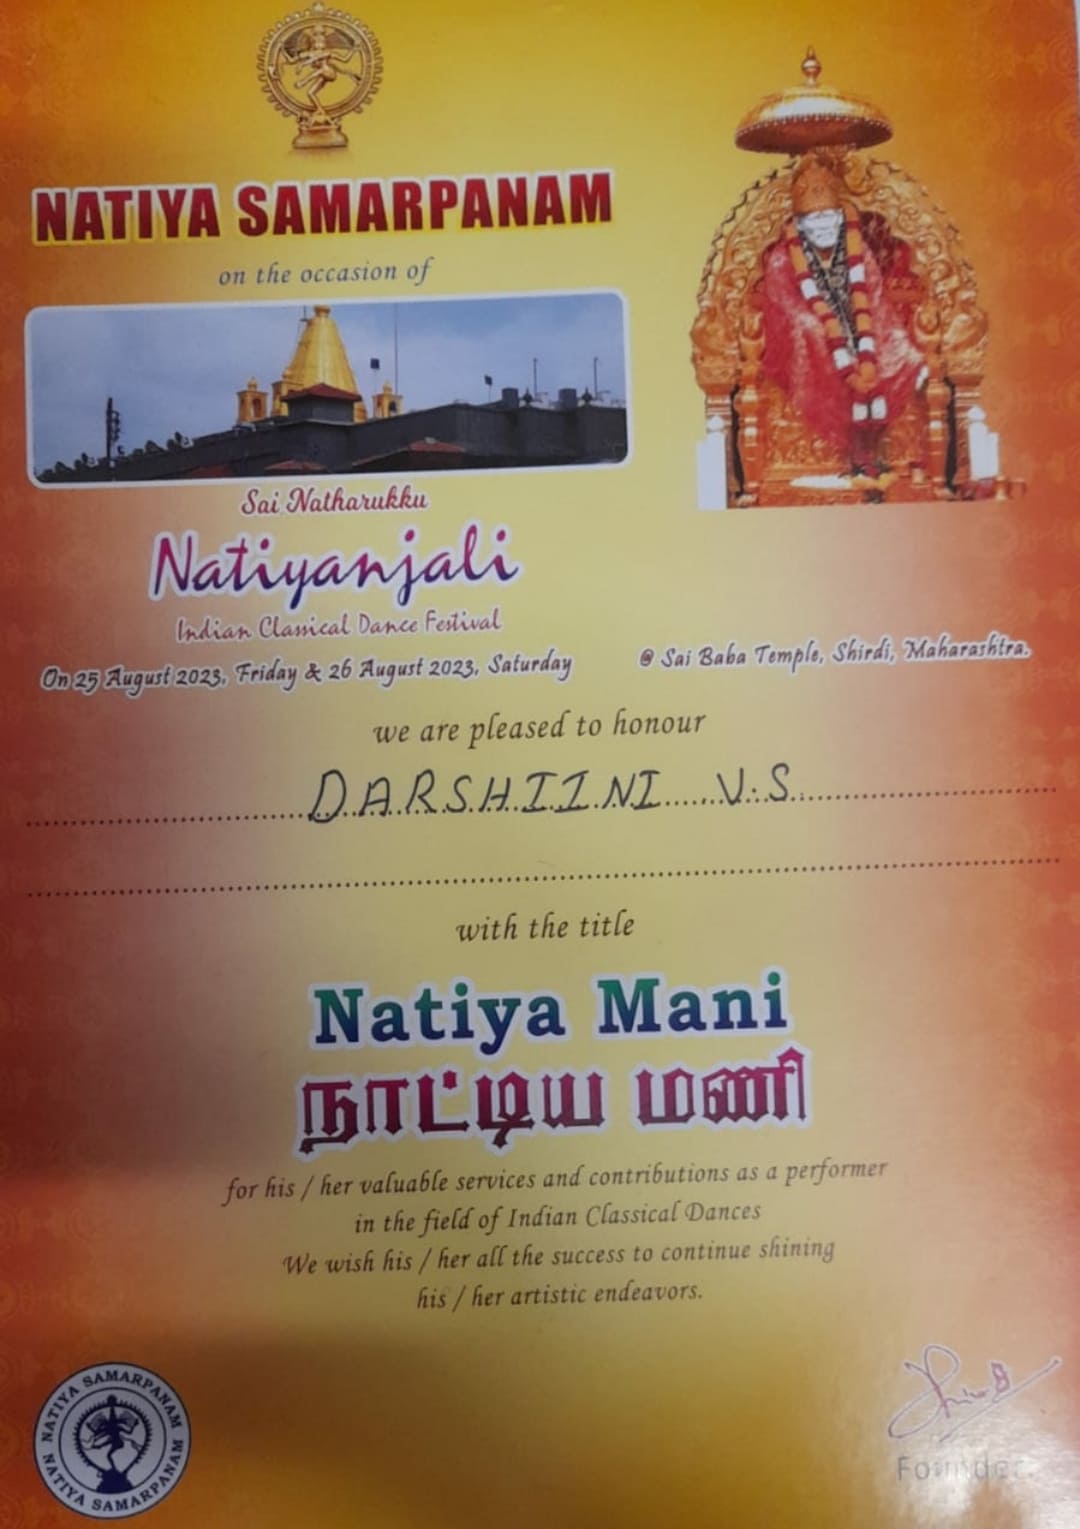 NATIYA SAMARPANAM
on the occasion of
Sai Natharukku
Natiyanjali
Indian Classical Dance Festival
On 25 August 2023, Friday & 26 August 2023, Saturday
@ Sai Baba Temple, Shirdi, Maharashtra.
we are pleased to honour
DARSHIINI V.S.
with the title
Natiya Mani
நாட்டிய மணி
for his / her valuable services and contributions as a performer
in the field of Indian Classical Dances
We wish his / her all the success to continue shining
his / her artistic endeavors.
NATIYA SAMARPANAM
NATIYA SAMARPANAM
Founder.